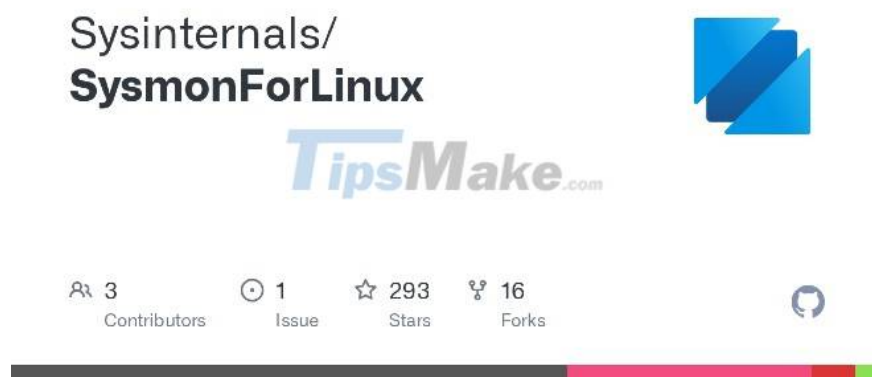 Sysinternals/
SysmonForLinux
TipsMake.com
3 1 293 16
Contributors Issue Stars Forks